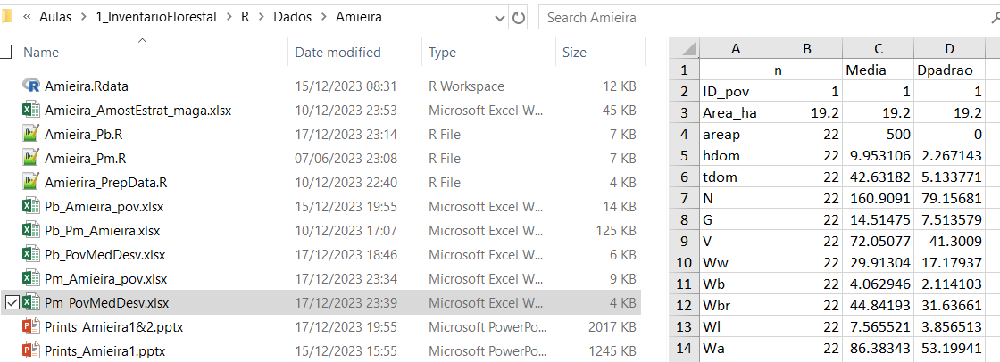 « Aulas > 1_InventarioFlorestal > R > Dados > Amieira
Search Amieira
Name Date modified Type Size
Amieira.Rdata 15/12/2023 08:31 R Workspace 12 KB
Amieira_AmostEstrat_maga.xlsx 10/12/2023 23:53 Microsoft Excel W... 45 KB
Amieira_Pb.R 17/12/2023 23:14 R File 7 KB
Amieira_Pm.R 07/06/2023 23:08 R File 7 KB
Amierira_PrepData.R 10/12/2023 22:40 R File 4 KB
Pb_Amieira_pov.xlsx 15/12/2023 19:55 Microsoft Excel W... 14 KB
Pb_Pm_Amieira.xlsx 10/12/2023 17:07 Microsoft Excel W... 125 KB
Pb_PovMedDesv.xlsx 17/12/2023 18:46 Microsoft Excel W... 6 KB
Pm_Amieira_pov.xlsx 17/12/2023 23:34 Microsoft Excel W... 9 KB
Pm_PovMedDesv.xlsx 17/12/2023 23:39 Microsoft Excel W... 4 KB
Prints_Amieira1&2.pptx 17/12/2023 19:55 Microsoft PowerPo... 2017 KB
Prints_Amieira1.pptx 15/12/2023 15:55 Microsoft PowerPo... 1245 KB
A B C D
1 n Media Dpadrao
2 ID_pov 1 1 1
3 Area_ha 19.2 19.2 19.2
4 areap 22 500 0
5 hdom 22 9.953106 2.267143
6 tdom 22 42.63182 5.133771
7 N 22 160.9091 79.15681
8 G 22 14.51475 7.513579
9 V 22 72.05077 41.3009
10 Ww 22 29.91304 17.17937
11 Wb 22 4.062946 2.114103
12 Wbr 22 44.84193 31.63661
13 Wl 22 7.565521 3.856513
14 Wa 22 86.38343 53.19941